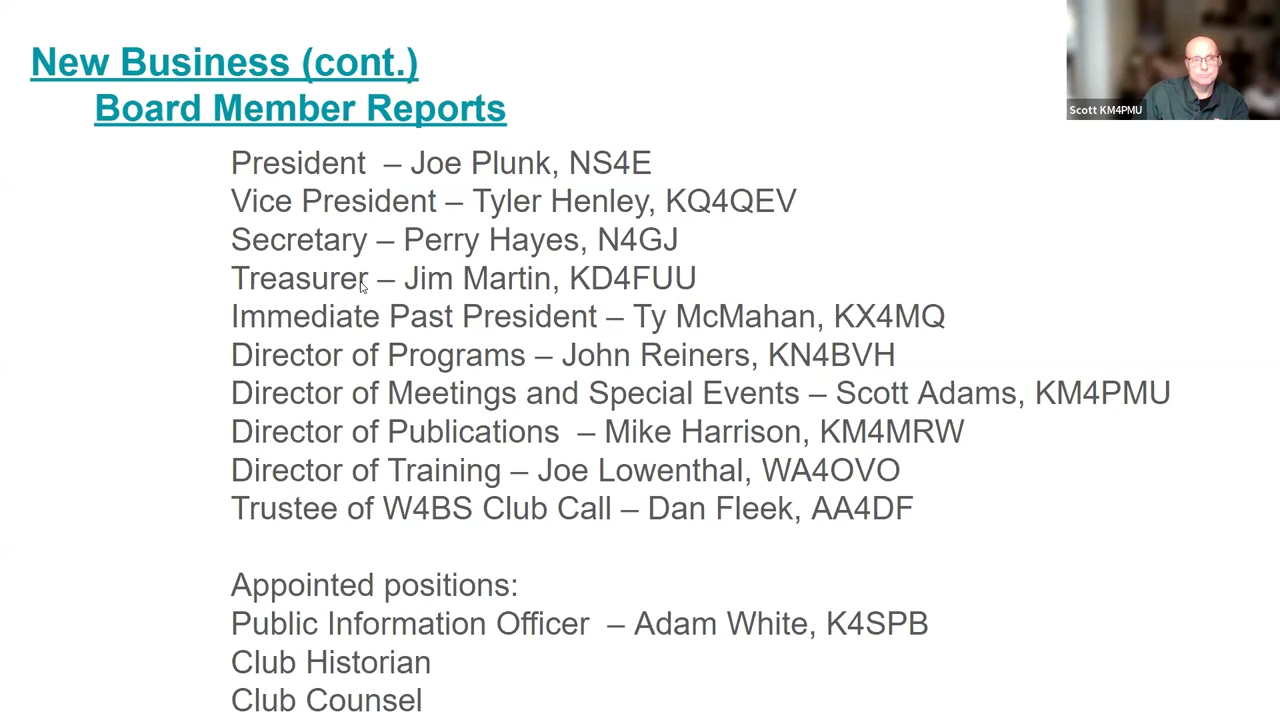 New Business (cont.)
Board Member Reports
Scott KM4PMU
President – Joe Plunk, NS4E
Vice President – Tyler Henley, KQ4QEV
Secretary – Perry Hayes, N4GJ
Treasurer – Jim Martin, KD4FUU
Immediate Past President – Ty McMahan, KX4MQ
Director of Programs – John Reiners, KN4BVH
Director of Meetings and Special Events – Scott Adams, KM4PMU
Director of Publications – Mike Harrison, KM4MRW
Director of Training – Joe Lowenthal, WA4OVO
Trustee of W4BS Club Call – Dan Fleek, AA4DF
Appointed positions:
Public Information Officer – Adam White, K4SPB
Club Historian
Club Counsel